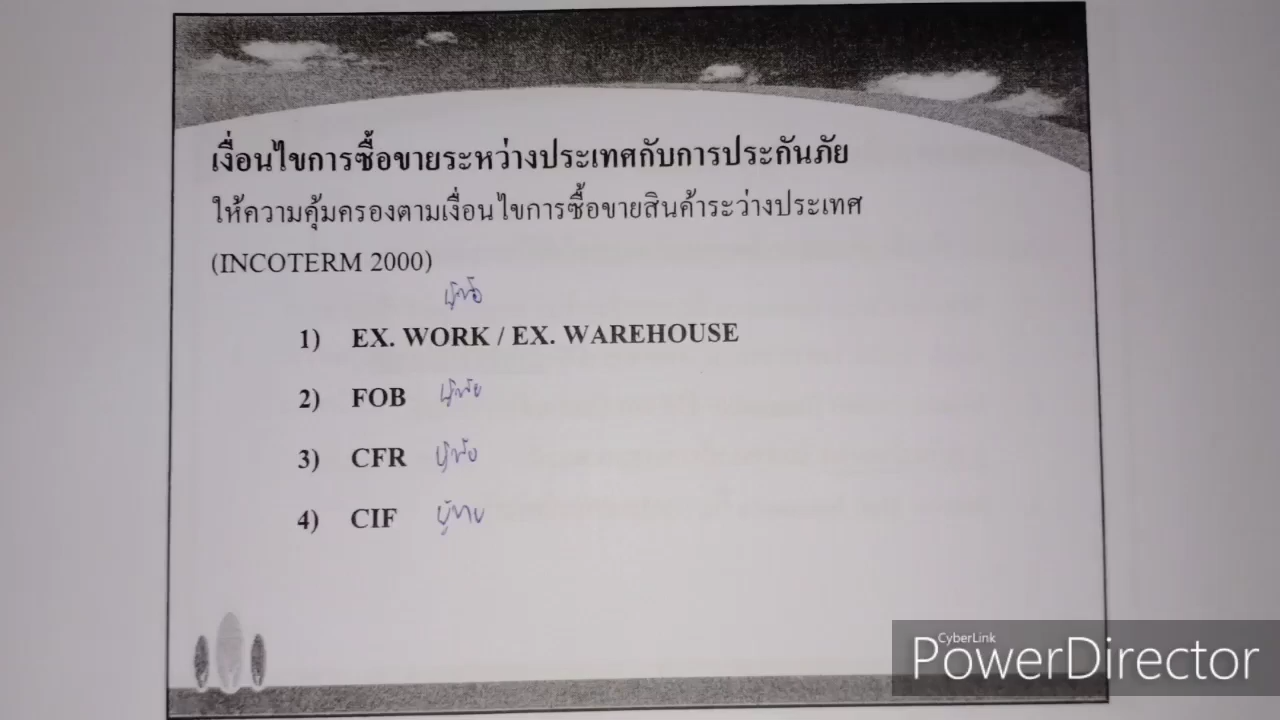 เงื่อนไขการซื้อขายระหว่างประเทศกับการประกันภัย
ให้ความคุ้มครองตามเงื่อนไขการซื้อขายสินค้าระว่างประเทศ
(INCOTERM 2000)
ผู้ซื้อ
1) EX. WORK / EX. WAREHOUSE
2) FOB ผู้ซื้อ
3) CFR ผู้ซื้อ
4) CIF ผู้ขาย
CyberLink
PowerDirector